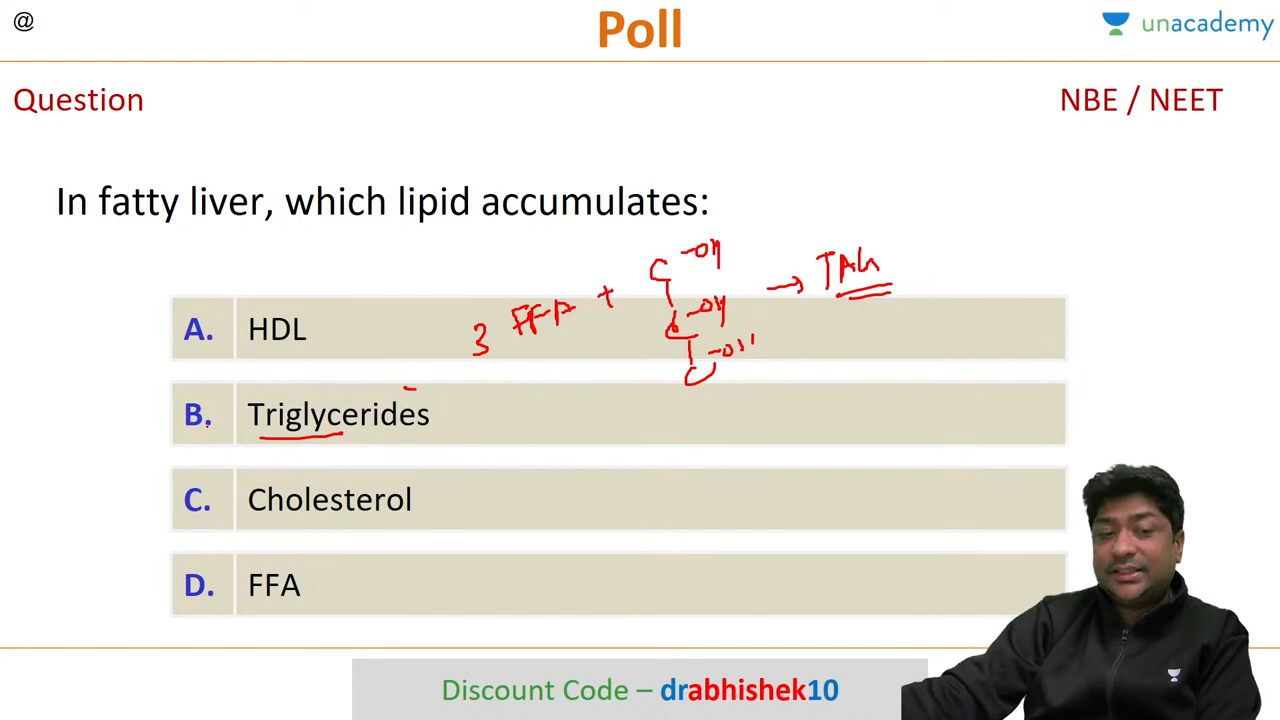 @
Poll
unacademy
Question
NBE / NEET
In fatty liver, which lipid accumulates:
3 FFA + C -OH
C -OH
C -OH
→ TAG
A. HDL
B. Triglycerides
C. Cholesterol
D. FFA
Discount Code – drabhishek10